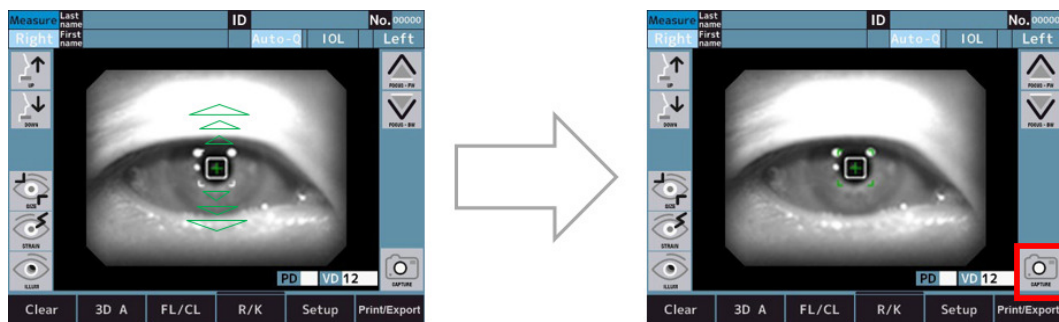 Measure Last name ID No. 00000
Right First name Auto-Q IOL Left
UP FOCUS - FW
DOWN FOCUS - BW
SIZE
STRAIN
ILLUMI CAPTURE
PD VD 12
Clear 3D A FL/CL R/K Setup Print/Export
Measure Last name ID No. 00000
Right First name Auto-Q IOL Left
UP FOCUS - FW
DOWN FOCUS - BW
SIZE
STRAIN
ILLUMI CAPTURE
PD VD 12
Clear 3D A FL/CL R/K Setup Print/Export